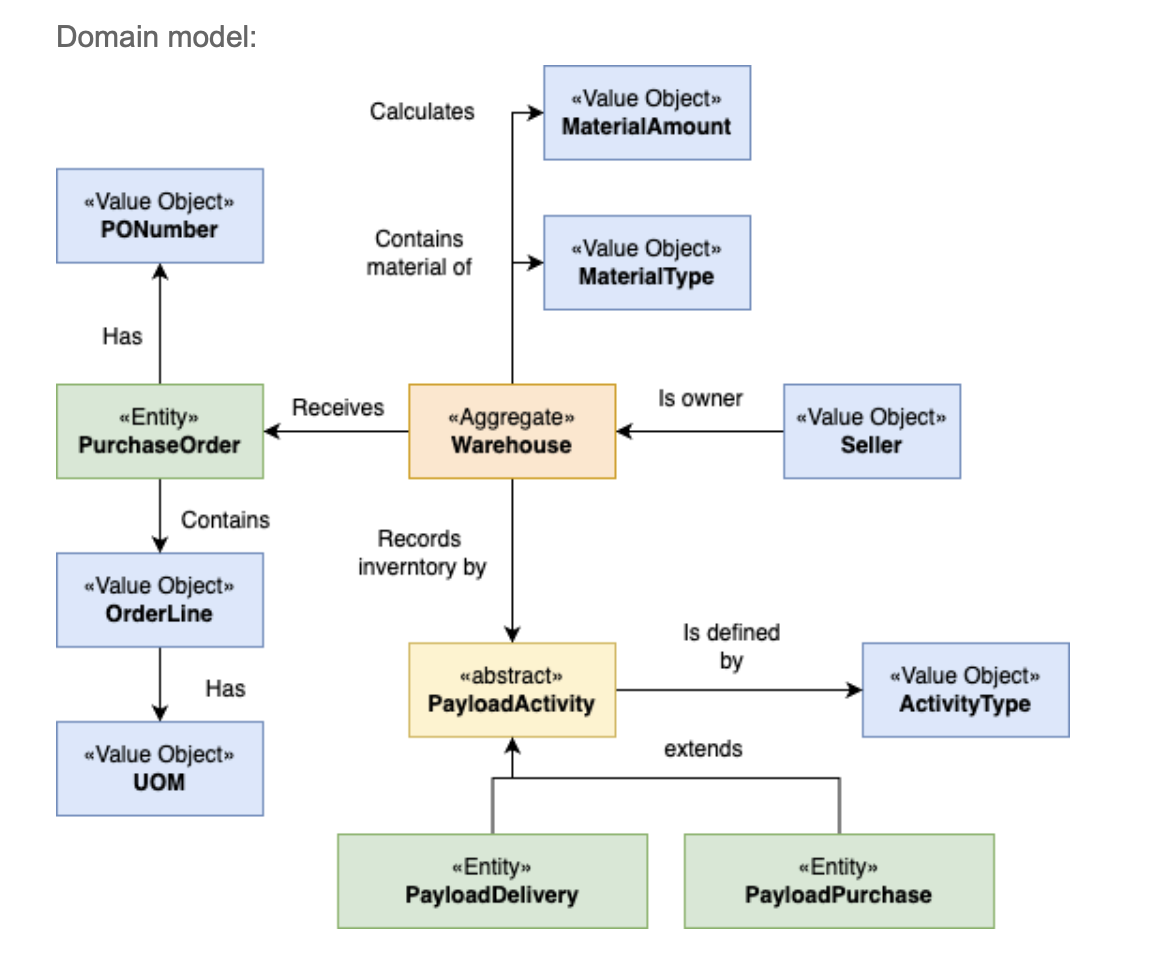 Domain model:
Calculates
«Value Object»
MaterialAmount
«Value Object»
PONumber
Contains
material of
«Value Object»
MaterialType
Has
«Entity»
PurchaseOrder
Receives
«Aggregate»
Warehouse
Is owner
«Value Object»
Seller
Contains
Records
inverntory by
«Value Object»
OrderLine
Has
«Value Object»
UOM
«abstract»
PayloadActivity
Is defined
by
«Value Object»
ActivityType
extends
«Entity»
PayloadDelivery
«Entity»
PayloadPurchase